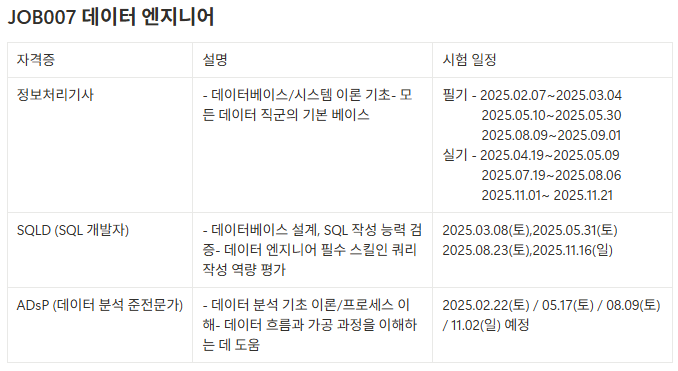 JOB007 데이터 엔지니어
자격증
설명
시험 일정
정보처리기사
- 데이터베이스/시스템 이론 기초- 모
든 데이터 직군의 기본 베이스
필기 - 2025.02.07~2025.03.04
2025.05.10~2025.05.30
2025.08.09~2025.09.01
실기 - 2025.04.19~2025.05.09
2025.07.19~2025.08.06
2025.11.01~ 2025.11.21
SQLD (SQL 개발자)
- 데이터베이스 설계, SQL 작성 능력 검
증- 데이터 엔지니어 필수 스킬인 쿼리
작성 역량 평가
2025.03.08(토),2025.05.31(토)
2025.08.23(토),2025.11.16(일)
ADsP (데이터 분석 준전문가)
- 데이터 분석 기초 이론/프로세스 이
해- 데이터 흐름과 가공 과정을 이해하
는 데 도움
2025.02.22(토) / 05.17(토) / 08.09(토)
/ 11.02(일) 예정